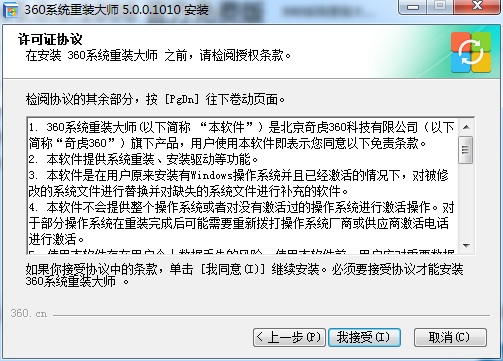 360系统重装大师 5.0.0.1010 安装
许可证协议
在安装 360系统重装大师 之前，请检阅授权条款。
检阅协议的其余部分，按 [PgDn] 往下卷动页面。
1. 360系统重装大师(以下简称 “本软件”) 是北京奇虎360科技有限公司（以下
简称“奇虎360”）旗下产品，用户使用本软件即表示您同意以下免责条款。
2. 本软件提供系统重装、安装驱动等功能。
3. 本软件是在用户原来安装有Windows操作系统并且已经激活的情况下，对被修
改的系统文件进行替换并对缺失的系统文件进行补充的软件。
4. 本软件不会提供整个操作系统或者对没有激活过的操作系统进行激活操作。对
于部分操作系统在重装完成后可能需要重新拨打操作系统厂商或供应商激活电话
进行激活。
如果你接受协议中的条款，单击 [我同意(I)] 继续安装。必须要接受协议才能安装
360系统重装大师 。
360.cn
< 上一步(P)
我接受(I)
取消(C)